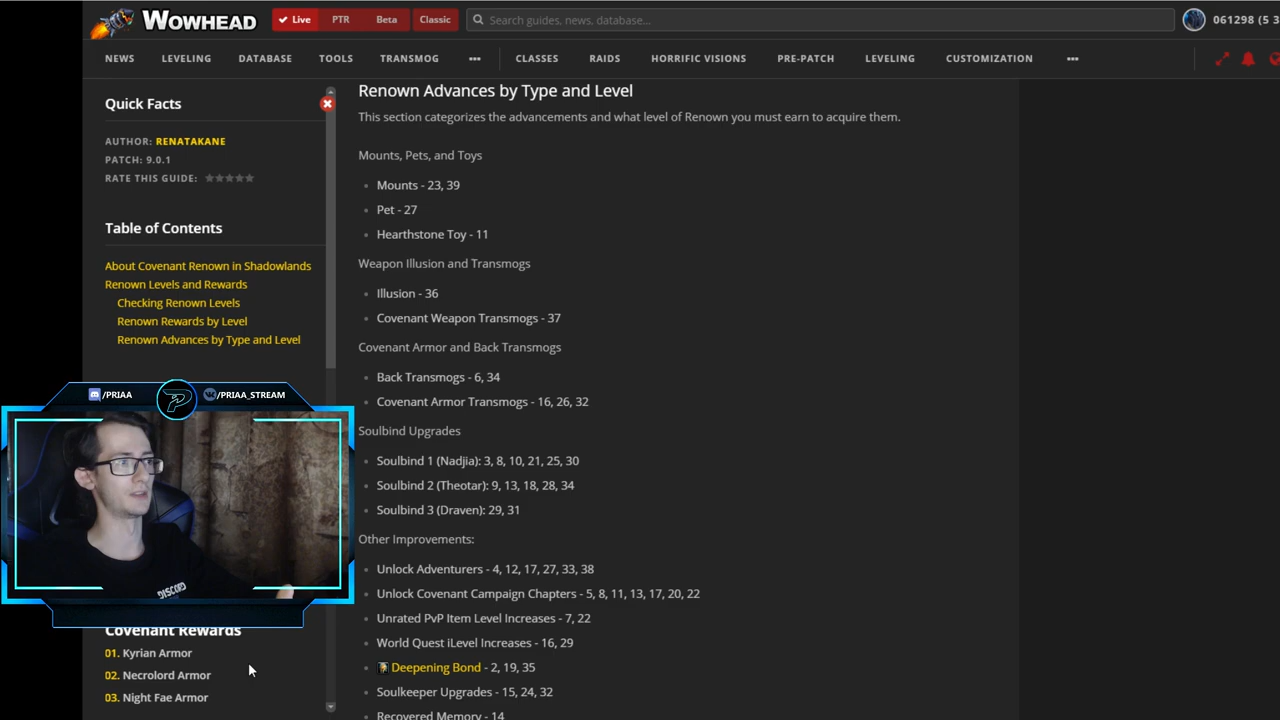 WOWHEAD
Live PTR Beta Classic
Search guides, news, database...
061298 (5 3
NEWS LEVELING DATABASE TOOLS TRANSMOG ••• CLASSES RAIDS HORRIFIC VISIONS PRE-PATCH LEVELING CUSTOMIZATION •••
Quick Facts
AUTHOR: RENATAKANE
PATCH: 9.0.1
RATE THIS GUIDE:
Table of Contents
About Covenant Renown in Shadowlands
Renown Levels and Rewards
Checking Renown Levels
Renown Rewards by Level
Renown Advances by Type and Level
/PRIAA
/PRIAA_STREAM
DISCORD
Covenant Rewards
01. Kyrian Armor
02. Necrolord Armor
03. Night Fae Armor
Renown Advances by Type and Level
This section categorizes the advancements and what level of Renown you must earn to acquire them.
Mounts, Pets, and Toys
• Mounts - 23, 39
• Pet - 27
• Hearthstone Toy - 11
Weapon Illusion and Transmogs
• Illusion - 36
• Covenant Weapon Transmogs - 37
Covenant Armor and Back Transmogs
• Back Transmogs - 6, 34
• Covenant Armor Transmogs - 16, 26, 32
Soulbind Upgrades
• Soulbind 1 (Nadjia): 3, 8, 10, 21, 25, 30
• Soulbind 2 (Theotar): 9, 13, 18, 28, 34
• Soulbind 3 (Draven): 29, 31
Other Improvements:
• Unlock Adventurers - 4, 12, 17, 27, 33, 38
• Unlock Covenant Campaign Chapters - 5, 8, 11, 13, 17, 20, 22
• Unrated PvP Item Level Increases - 7, 22
• World Quest iLevel Increases - 16, 29
• Deepening Bond - 2, 19, 35
• Soulkeeper Upgrades - 15, 24, 32
• Recovered Memory - 14